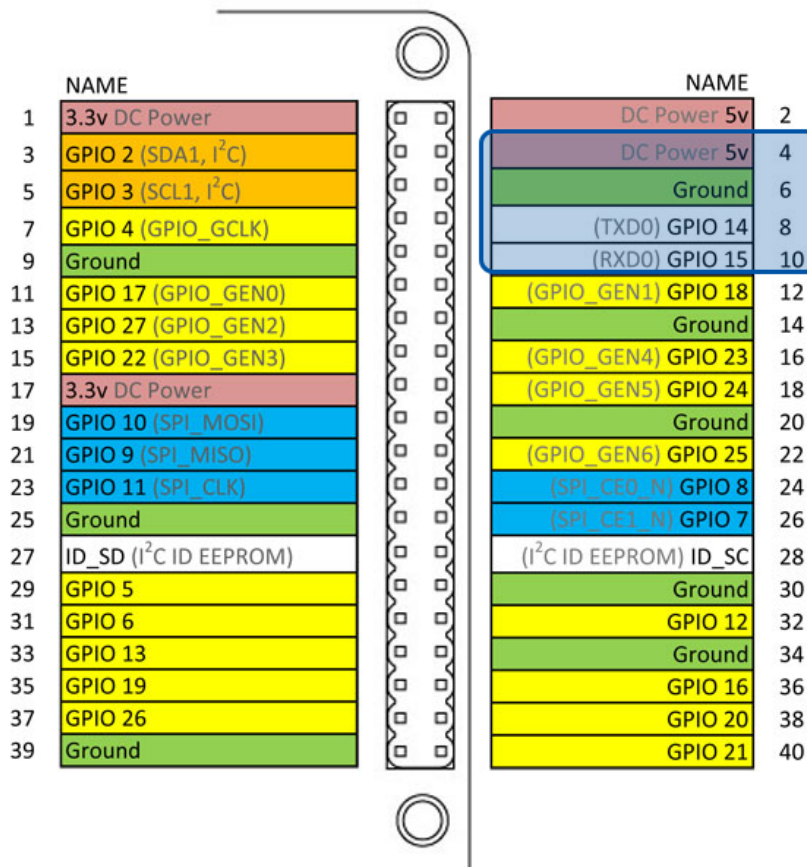 NAME NAME
1 3.3v DC Power DC Power 5v 2
3 GPIO 2 (SDA1, I²C) DC Power 5v 4
5 GPIO 3 (SCL1, I²C) Ground 6
7 GPIO 4 (GPIO_GCLK) (TXD0) GPIO 14 8
9 Ground (RXD0) GPIO 15 10
11 GPIO 17 (GPIO_GEN0) (GPIO_GEN1) GPIO 18 12
13 GPIO 27 (GPIO_GEN2) Ground 14
15 GPIO 22 (GPIO_GEN3) (GPIO_GEN4) GPIO 23 16
17 3.3v DC Power (GPIO_GEN5) GPIO 24 18
19 GPIO 10 (SPI_MOSI) Ground 20
21 GPIO 9 (SPI_MISO) (GPIO_GEN6) GPIO 25 22
23 GPIO 11 (SPI_CLK) (SPI_CE0_N) GPIO 8 24
25 Ground (SPI_CE1_N) GPIO 7 26
27 ID_SD (I²C ID EEPROM) (I²C ID EEPROM) ID_SC 28
29 GPIO 5 Ground 30
31 GPIO 6 GPIO 12 32
33 GPIO 13 Ground 34
35 GPIO 19 GPIO 16 36
37 GPIO 26 GPIO 20 38
39 Ground GPIO 21 40